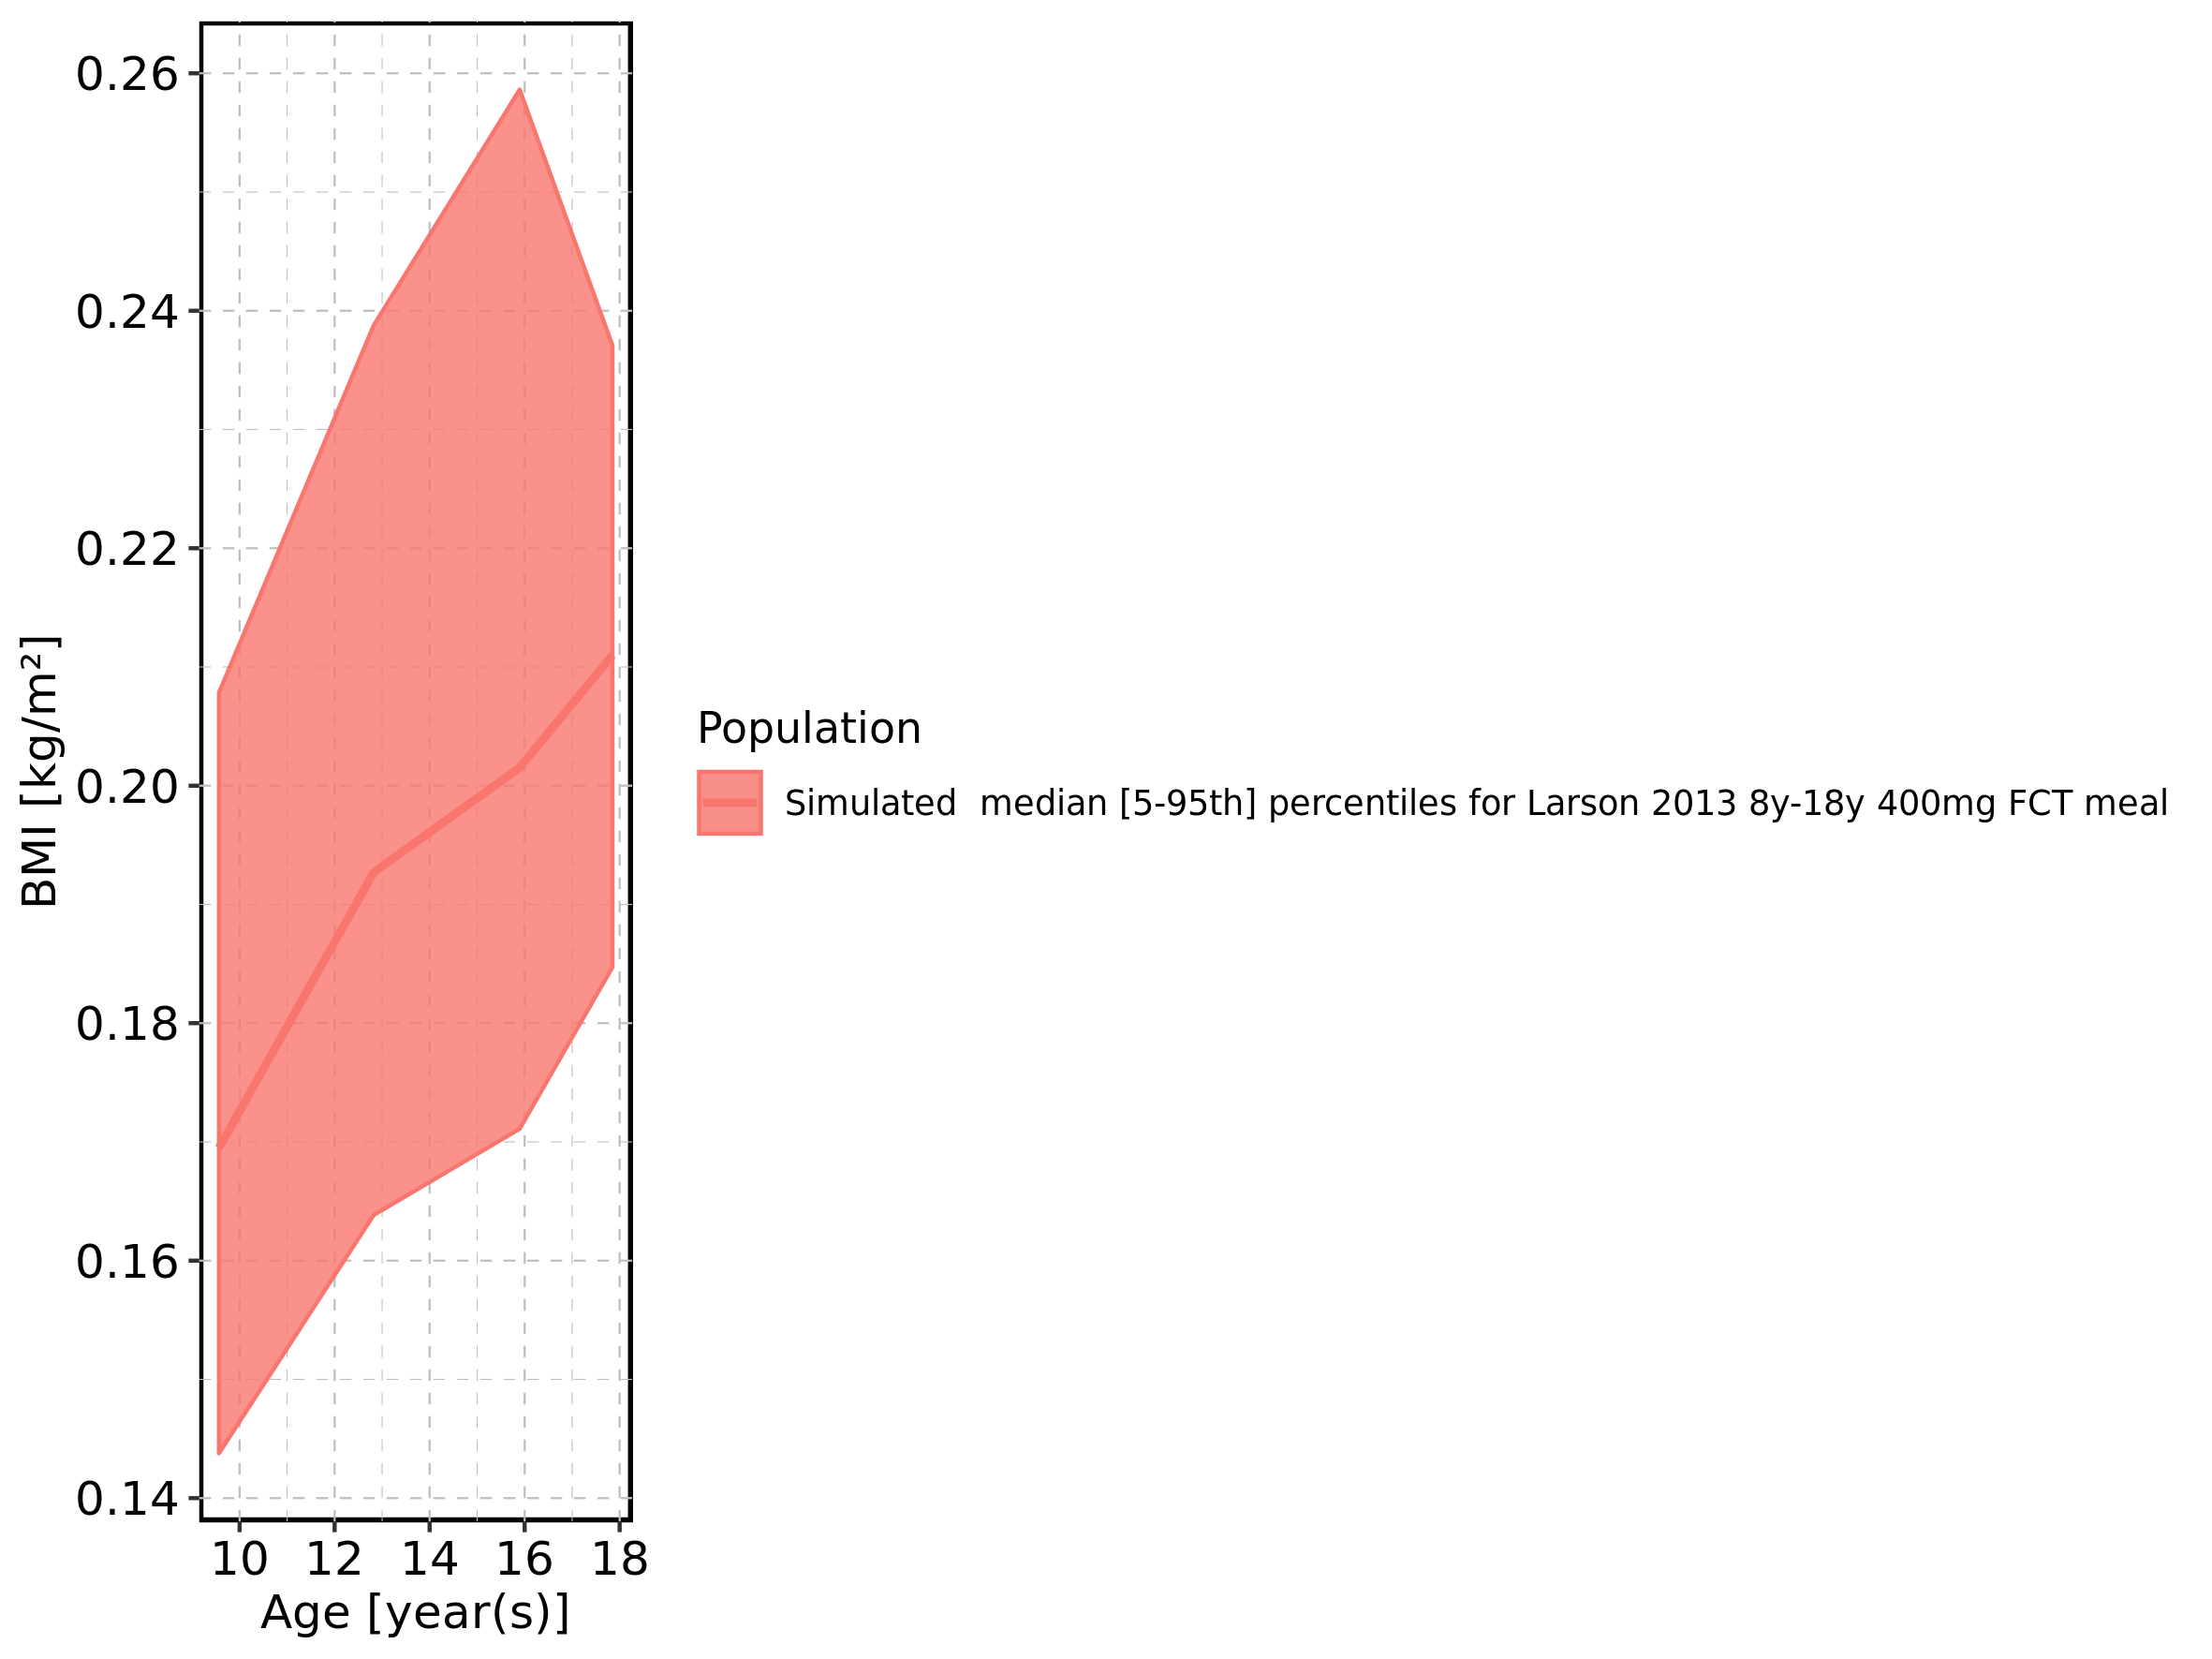 0.26
0.24
0.22
0.20
0.18
0.16
0.14
BMI [kg/m²]
10 12 14 16 18
Age [year(s)]
Population
Simulated  median [5-95th] percentiles for Larson 2013 8y-18y 400mg FCT meal